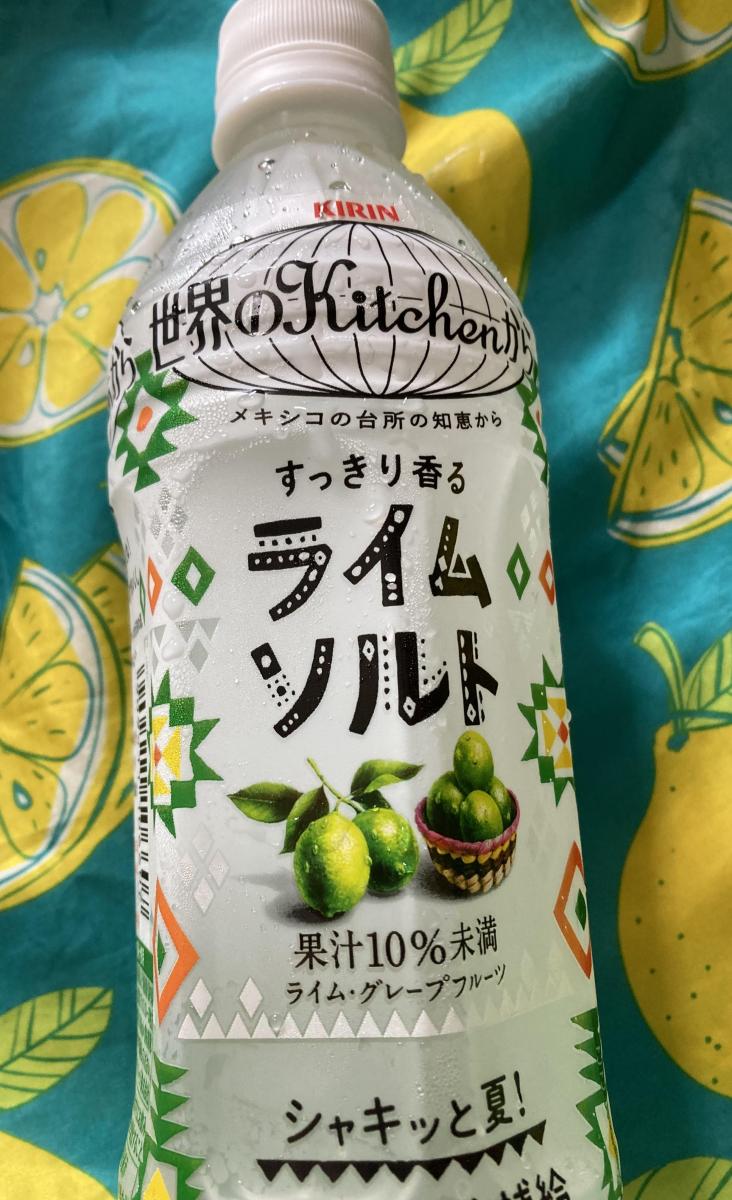 KIRIN
世界のKitchenから
から
メキシコの台所の知恵から
すっきり香る
ライム
ソルト
果汁10%未満
ライム・グレープフルーツ
シャキッと夏!